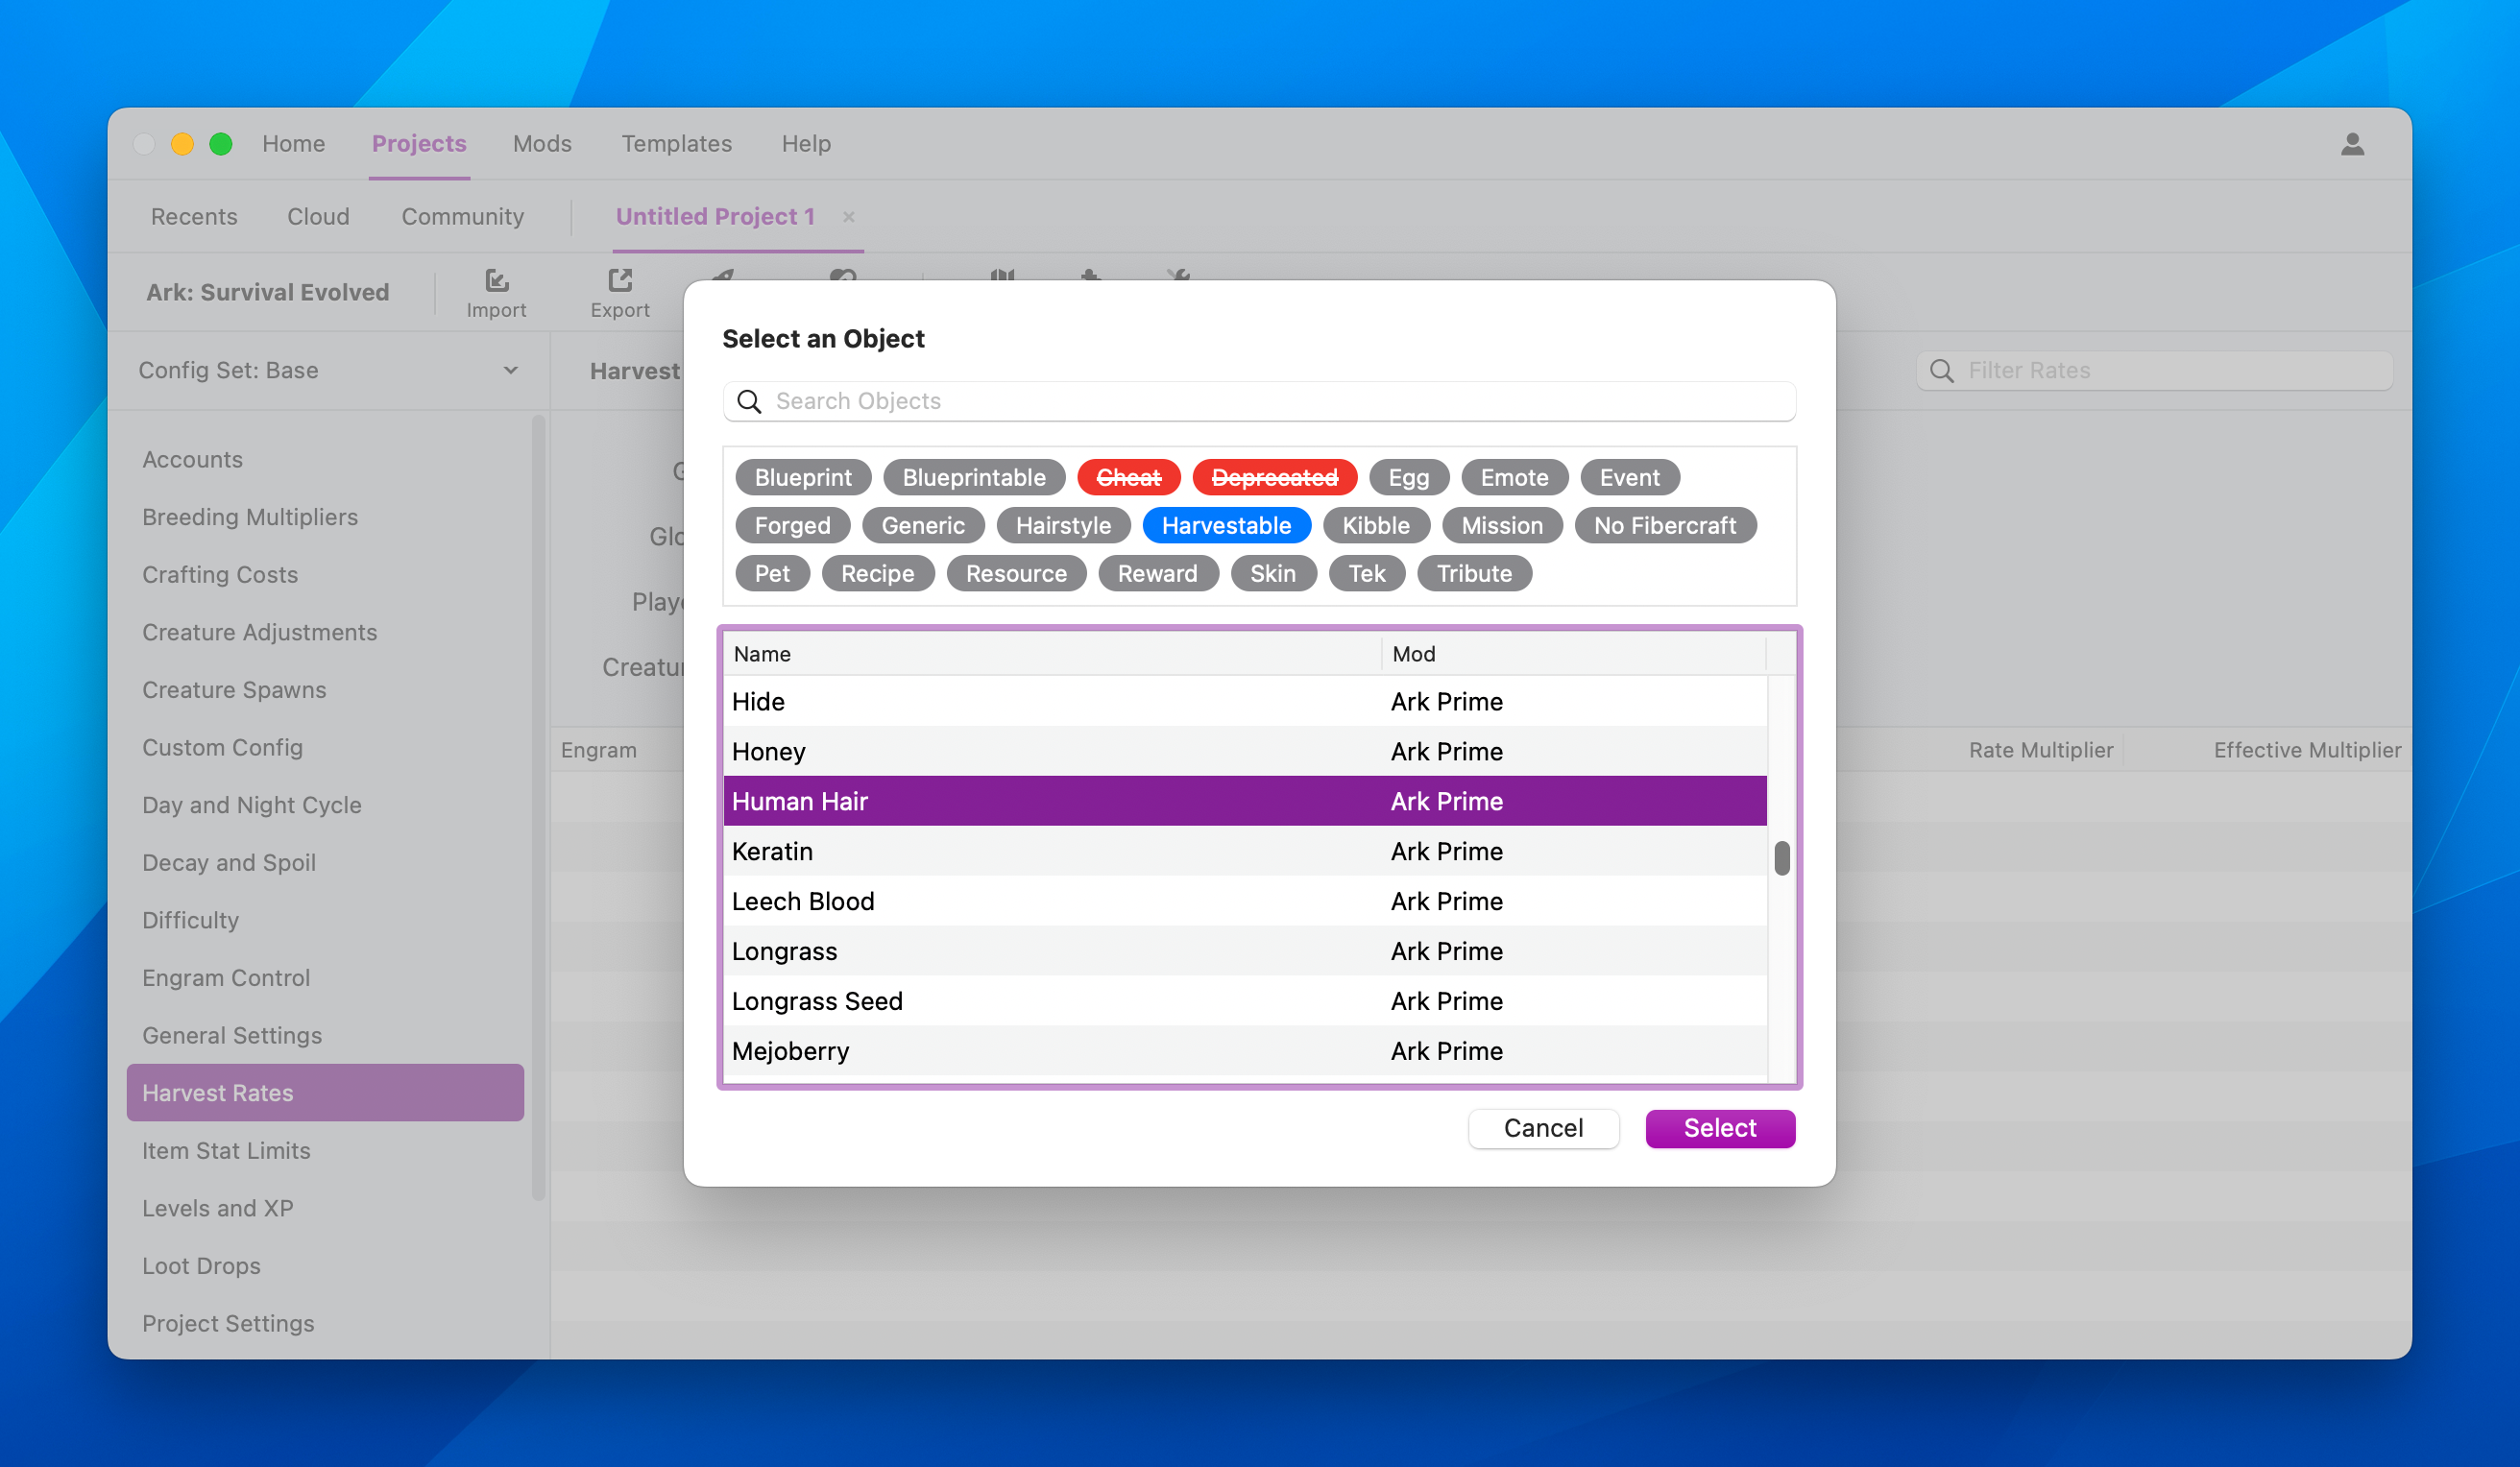 Home Projects Mods Templates Help
Recents Cloud Community Untitled Project 1
Ark: Survival Evolved Import Export
Config Set: Base
Harvest
Filter Rates
Accounts
Breeding Multipliers
Crafting Costs
Creature Adjustments
Creature Spawns
Custom Config
Day and Night Cycle
Decay and Spoil
Difficulty
Engram Control
General Settings
Harvest Rates
Item Stat Limits
Levels and XP
Loot Drops
Project Settings
Engram Rate Multiplier Effective Multiplier
Select an Object
Search Objects
Blueprint Blueprintable Cheat Deprecated Egg Emote Event
Forged Generic Hairstyle Harvestable Kibble Mission No Fibercraft
Pet Recipe Resource Reward Skin Tek Tribute
Name Mod
Hide Ark Prime
Honey Ark Prime
Human Hair Ark Prime
Keratin Ark Prime
Leech Blood Ark Prime
Longrass Ark Prime
Longrass Seed Ark Prime
Mejoberry Ark Prime
Cancel Select